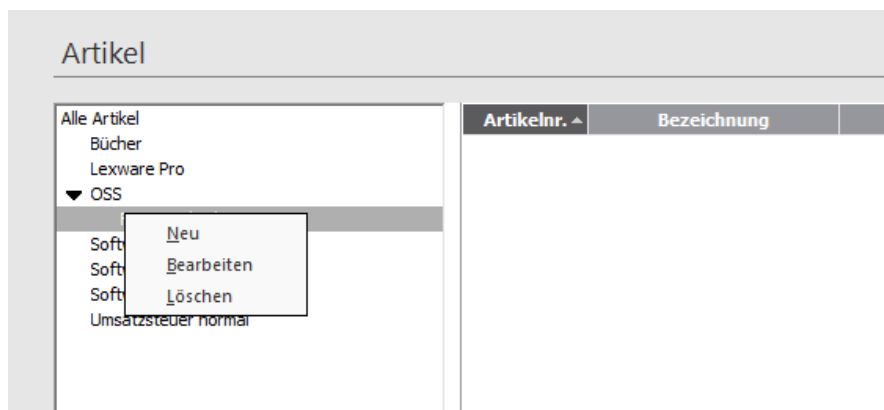 Artikel
Alle Artikel
Bücher
Lexware Pro
OSS
Neu
Bearbeiten
Löschen
Umsatzsteuer normal
Artikelnr. Bezeichnung